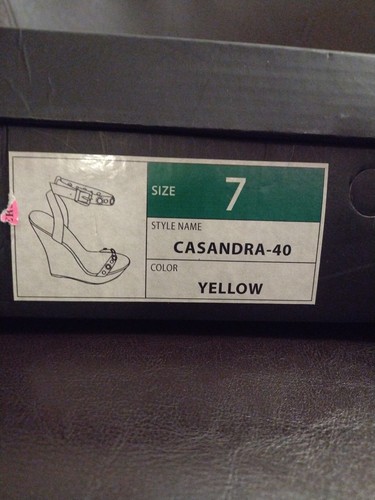 SIZE 7
STYLE NAME
CASANDRA-40
COLOR
YELLOW